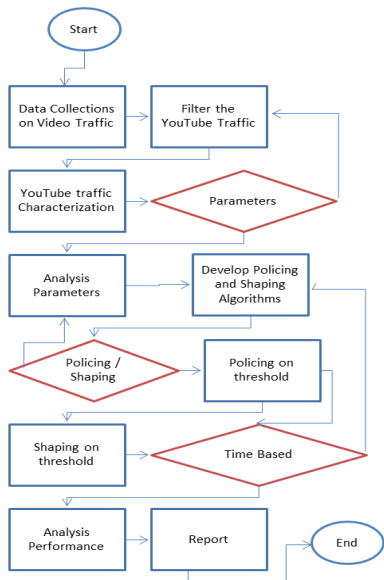 Start
Data Collections
on Video Traffic
Filter the
YouTube Traffic
YouTube traffic
Characterization
Parameters
Analysis
Parameters
Develop Policing
and Shaping
Algorithms
Policing /
Shaping
Policing on
threshold
Shaping on
threshold
Time Based
Analysis
Performance
Report
End